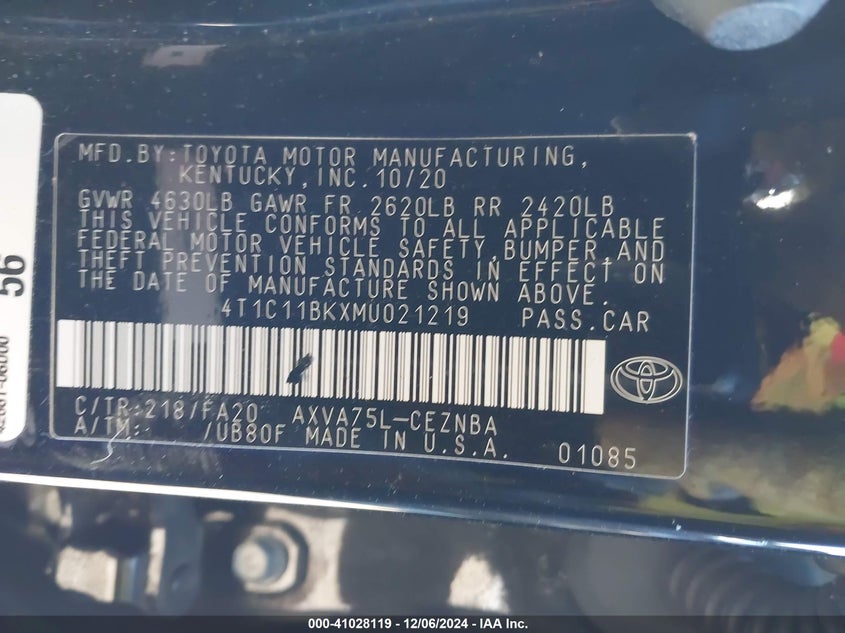 MFD.BY:TOYOTA MOTOR MANUFACTURING,
KENTUCKY,INC.10/20
GVWR 4630LB GAWR FR 2620LB RR 2420LB
THIS VEHICLE CONFORMS TO ALL APPLICABLE
FEDERAL MOTOR VEHICLE SAFETY,BUMPER,AND
THEFT PREVENTION STANDARDS IN EFFECT ON
THE DATE OF MANUFACTURE SHOWN ABOVE.
4T1C11BKXMU021219 PASS.CAR
C/TR:218/FA20 AXVA75L-CEZNBA
A/TM: /UB80F MADE IN U.S.A. 01085
56
000-41028119 - 12/06/2024 - IAA Inc.